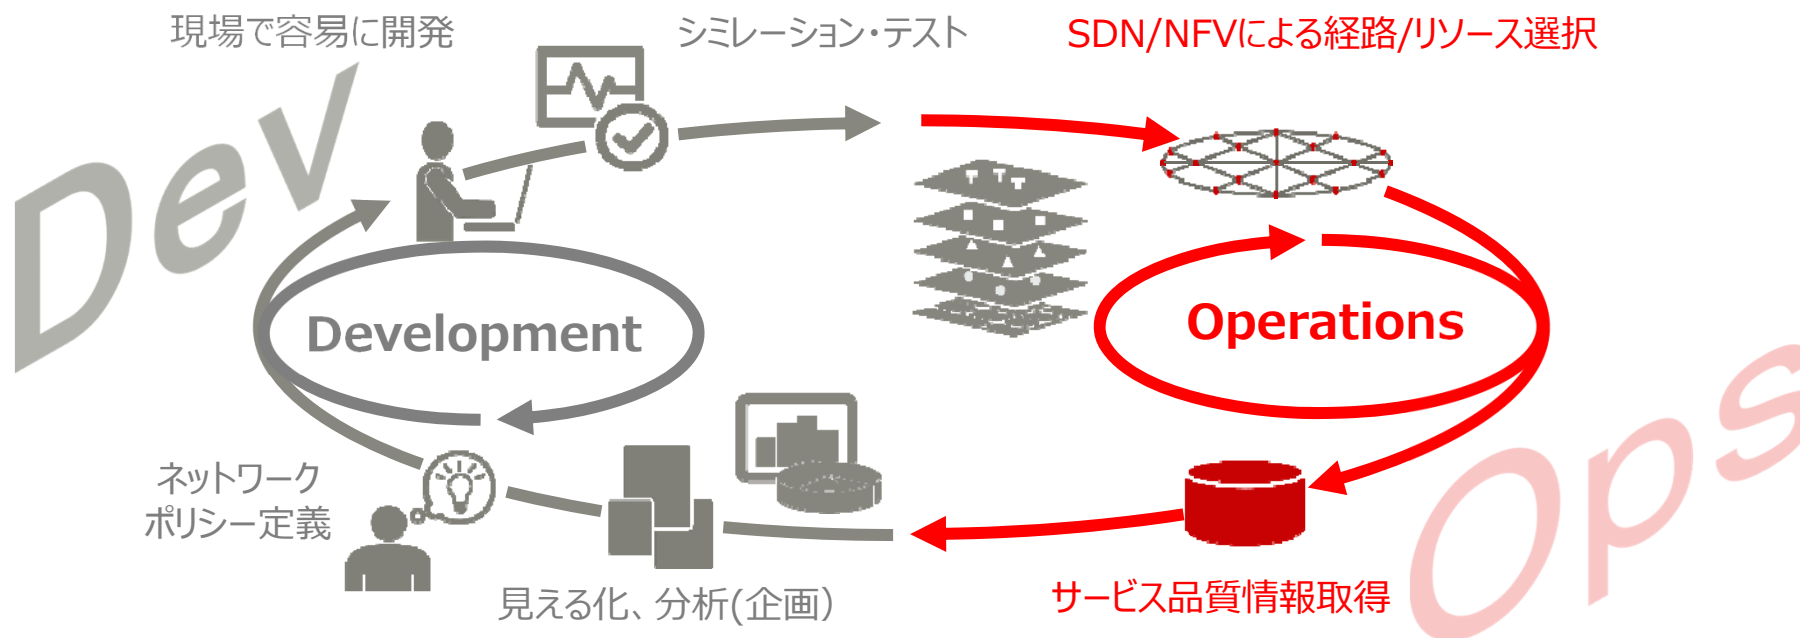 現場で容易に開発
シミレーション・テスト
SDN/NFVによる経路/リソース選択
Dev
Development
Operations
ネットワーク
ポリシー定義
見える化、分析(企画)
サービス品質情報取得
Ops